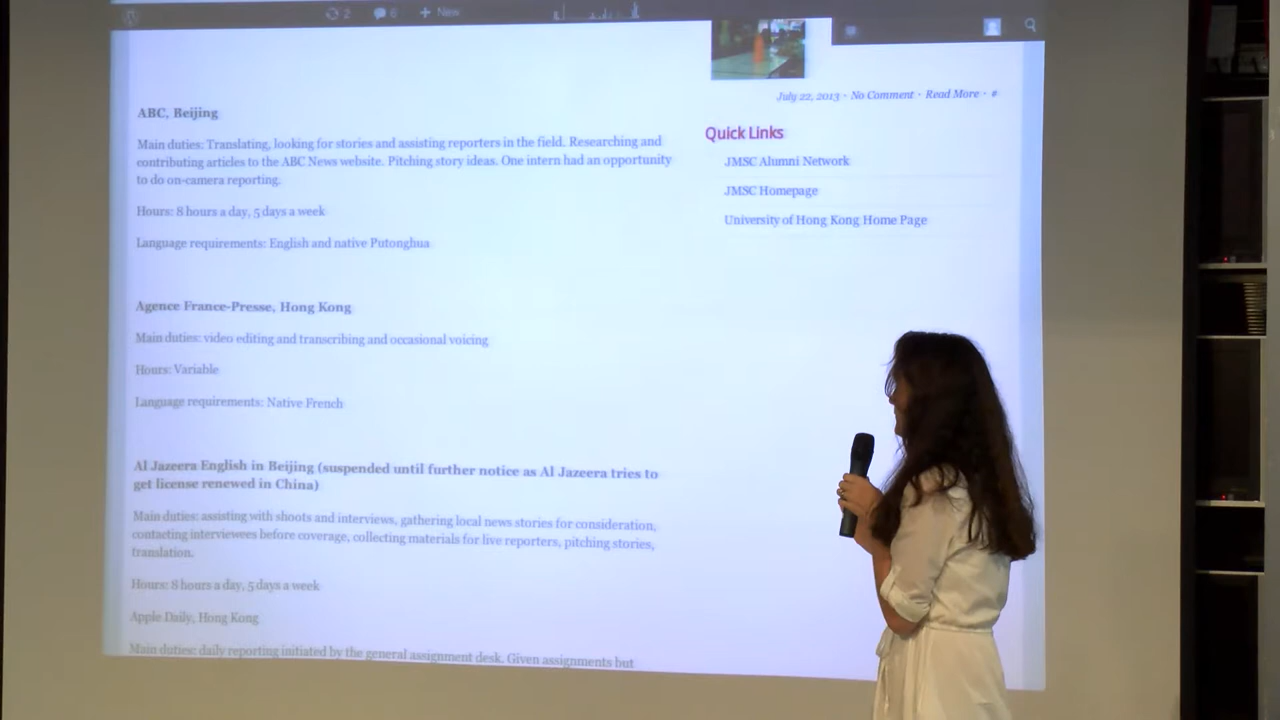 2
6
New
July 22, 2013 · No Comment · Read More · #
ABC, Beijing
Main duties: Translating, looking for stories and assisting reporters in the field. Researching and
contributing articles to the ABC News website. Pitching story ideas. One intern had an opportunity
to do on-camera reporting.
Hours: 8 hours a day, 5 days a week
Language requirements: English and native Putonghua
Agence France-Presse, Hong Kong
Main duties: video editing and transcribing and occasional voicing
Hours: Variable
Language requirements: Native French
Al Jazeera English in Beijing (suspended until further notice as Al Jazeera tries to
get license renewed in China)
Main duties: assisting with shoots and interviews, gathering local news stories for consideration,
contacting interviewees before coverage, collecting materials for live reporters, pitching stories,
translation.
Hours: 8 hours a day, 5 days a week
Apple Daily, Hong Kong
Main duties: daily reporting initiated by the general assignment desk. Given assignments but
Quick Links
JMSC Alumni Network
JMSC Homepage
University of Hong Kong Home Page